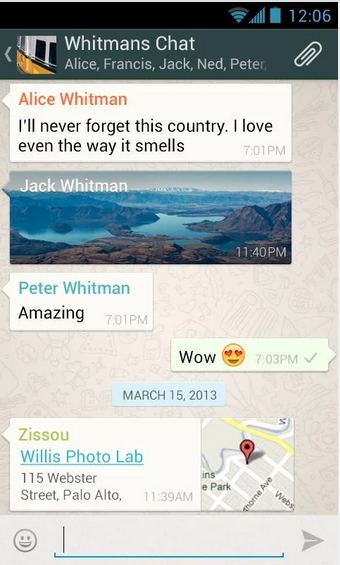 12:06
Whitmans Chat
Alice, Francis, Jack, Ned, Peter,
Alice Whitman
I'll never forget this country. I love
even the way it smells
7:01PM
Jack Whitman
11:40PM
Peter Whitman
Amazing
7:01PM
Wow 😍 7:03PM
MARCH 15, 2013
Zissou
Willis Photo Lab
115 Webster
Street, Palo Alto,
11:39AM
ins
e Park
thorne Ave
Webs